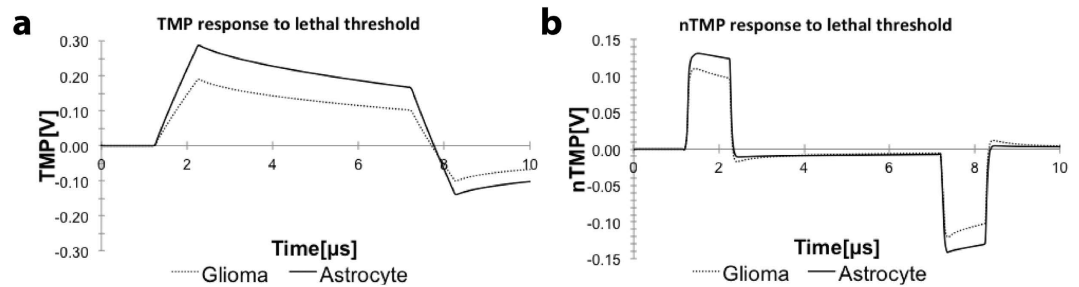 a
TMP response to lethal threshold
0.30
0.20
0.10
0.00
-0.10
-0.20
-0.30
TMP[V]
0 2 4 6 8 10
Time[µs]
Glioma Astrocyte
b
nTMP response to lethal threshold
0.15
0.10
0.05
0.00
-0.05
-0.10
-0.15
nTMP[V]
0 2 4 6 8 10
Time[µs]
Glioma Astrocyte